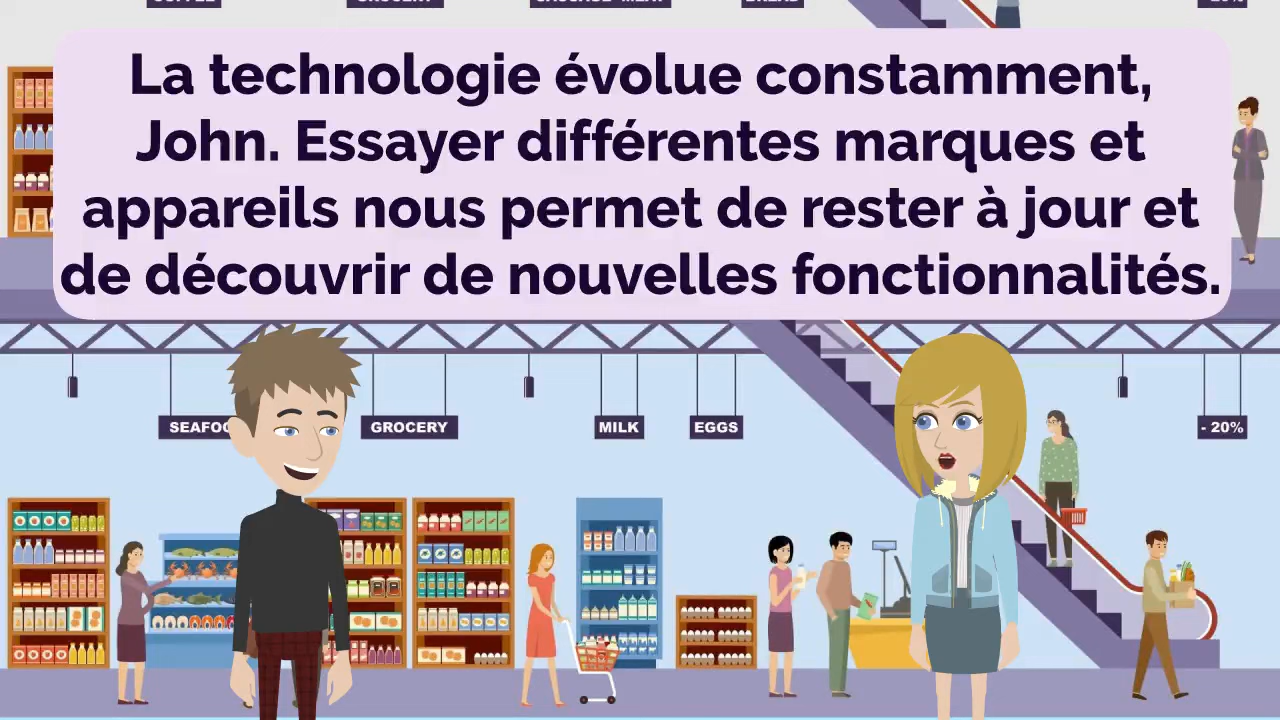 La technologie évolue constamment,
John. Essayer différentes marques et
appareils nous permet de rester à jour et
de découvrir de nouvelles fonctionnalités.
GROCERY
MILK
EGGS
- 20%